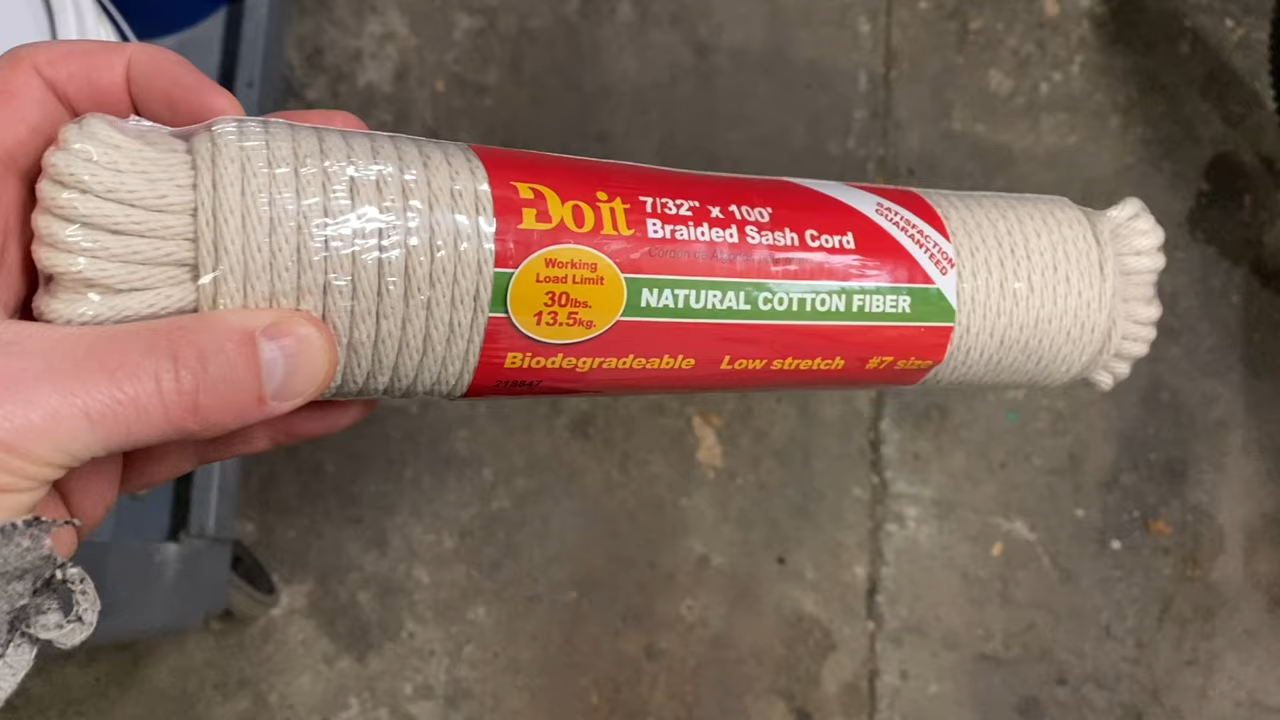 Do it
7/32" x 100'
Braided Sash Cord
SATISFACTION
GUARANTEED
Working
Load Limit
30lbs.
13.5kg.
NATURAL COTTON FIBER
Biodegradeable Low stretch #7 size
218847